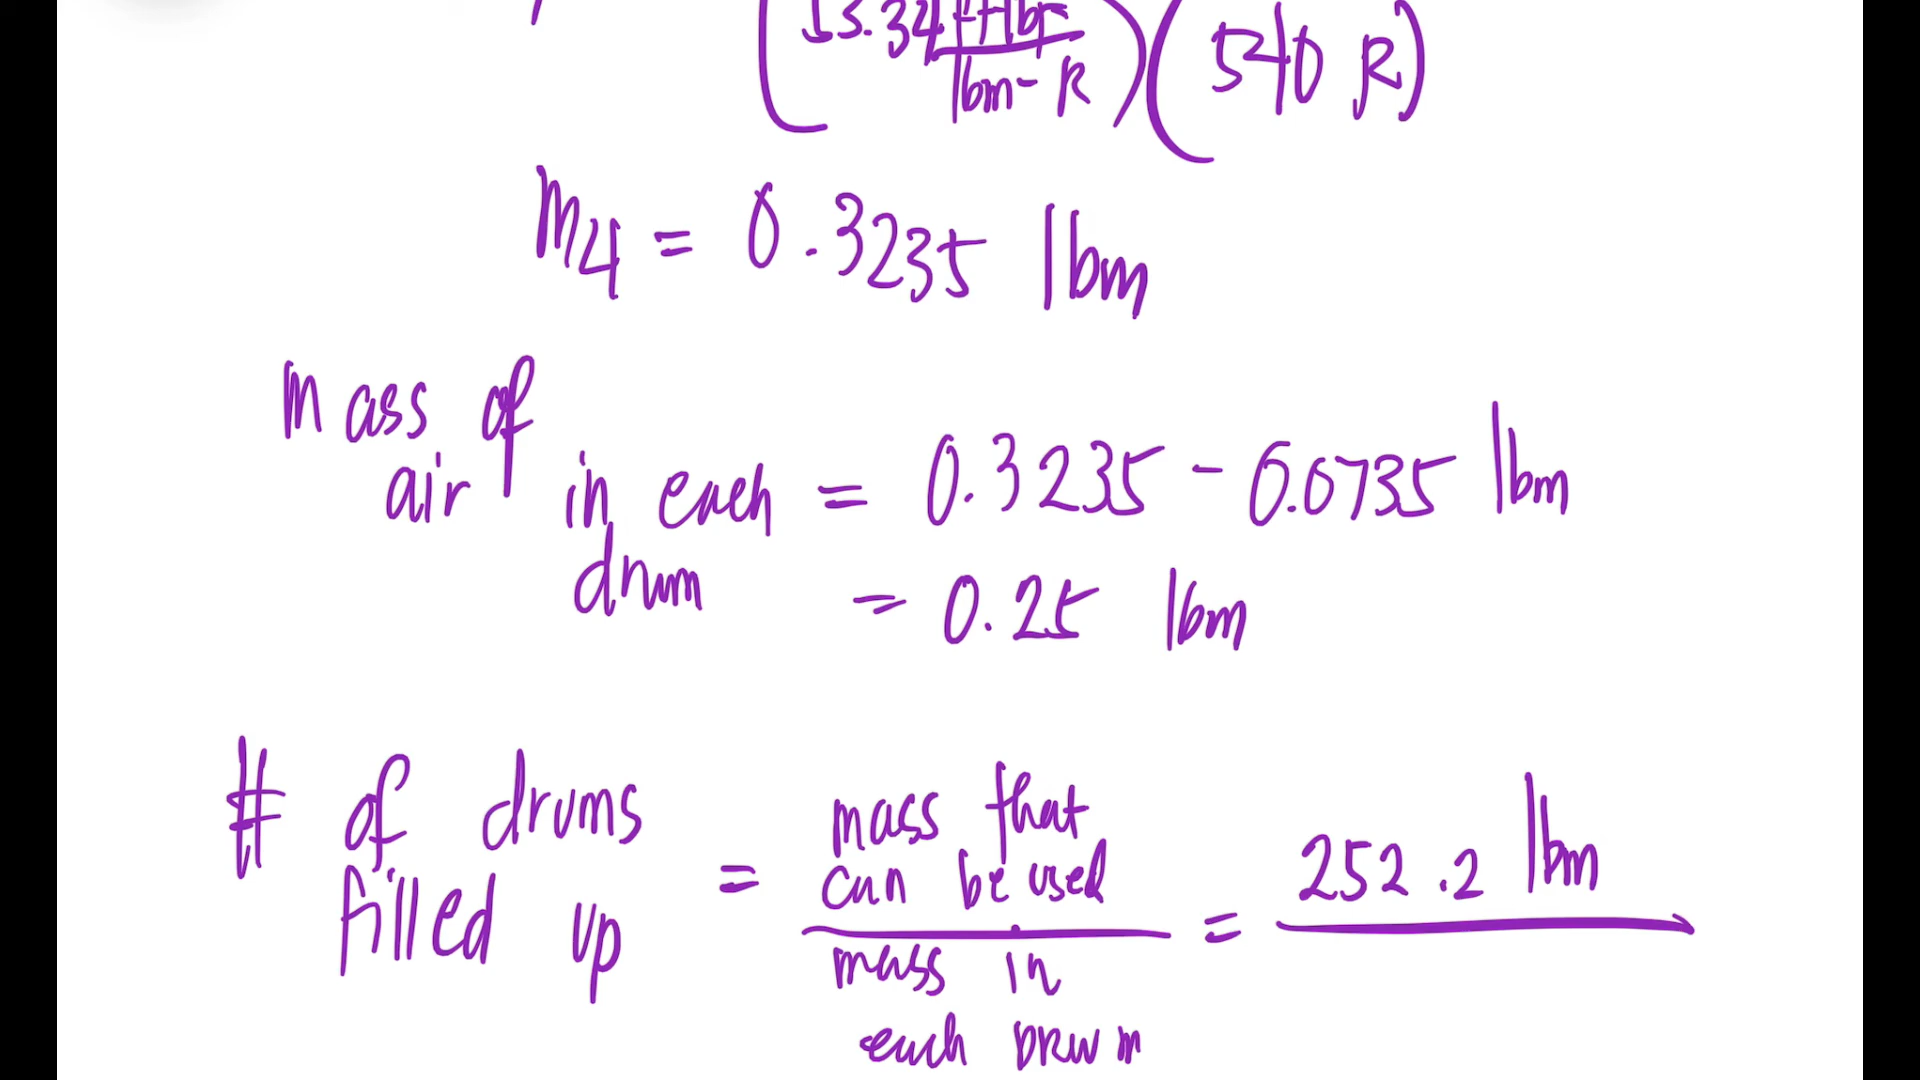 (53.34 ft-lbf / lbm-R)(540 R)
m4 = 0.3235 lbm
mass of air in each drum = 0.3235 - 0.0735 lbm
= 0.25 lbm
# of drums filled up = mass that can be used / mass in each DRUM = 252.2 lbm